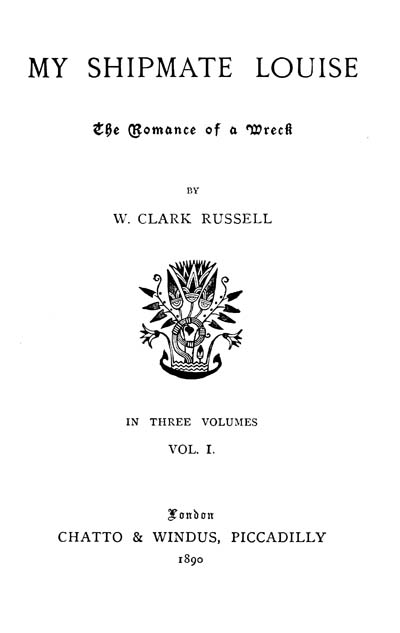 MY SHIPMATE LOUISE
The Romance of a Wreck
BY
W. CLARK RUSSELL
IN THREE VOLUMES
VOL. I.
London
CHATTO & WINDUS, PICCADILLY
1890